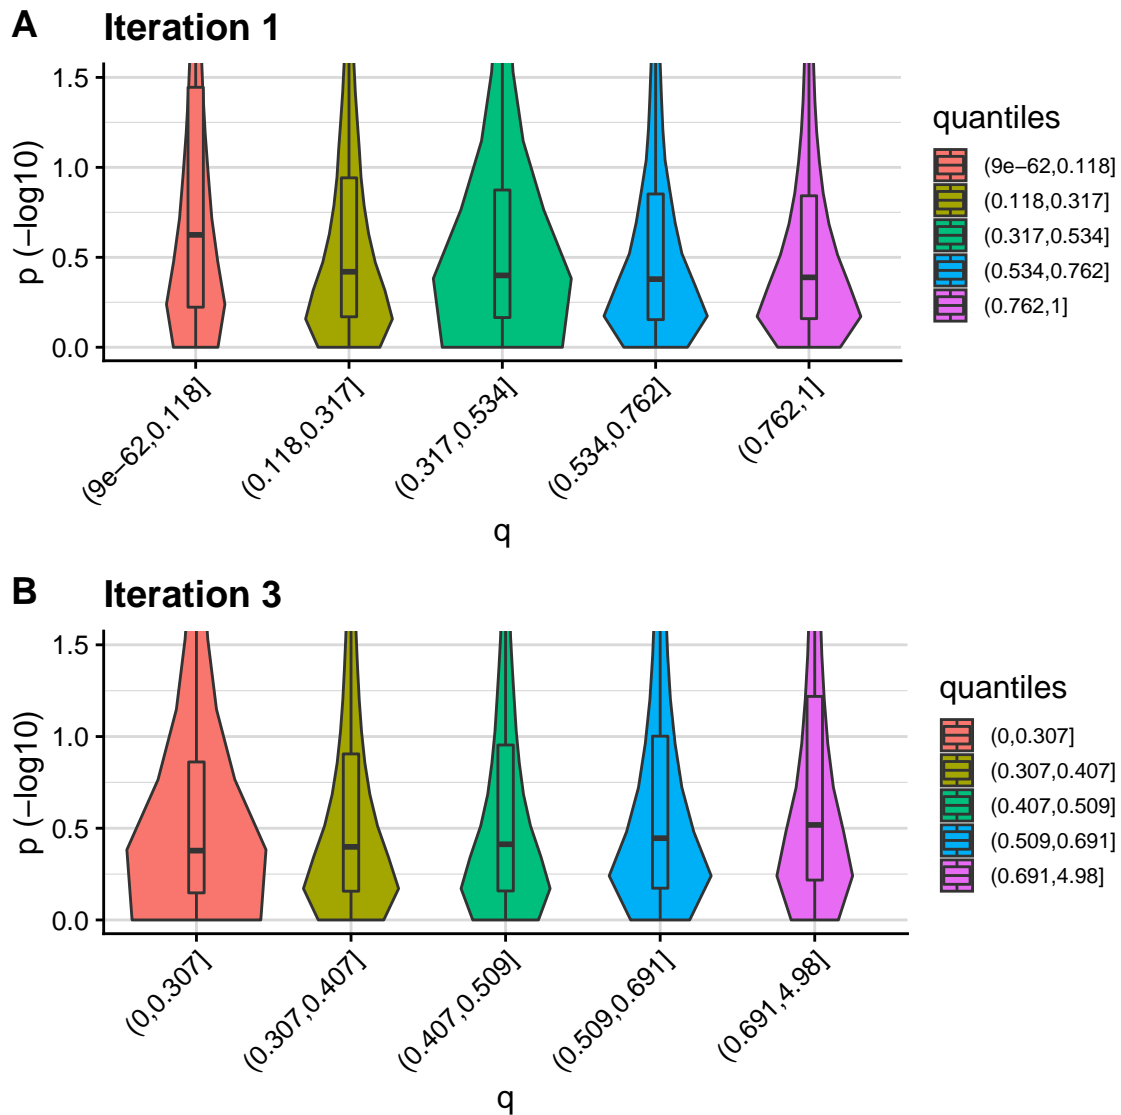 A
Iteration 1
p (−log10)
1.5
1.0
0.5
0.0
(9e−62,0.118]
(0.118,0.317]
(0.317,0.534]
(0.534,0.762]
(0.762,1]
q
quantiles
(9e−62,0.118]
(0.118,0.317]
(0.317,0.534]
(0.534,0.762]
(0.762,1]
B
Iteration 3
p (−log10)
1.5
1.0
0.5
0.0
(0,0.307]
(0.307,0.407]
(0.407,0.509]
(0.509,0.691]
(0.691,4.98]
q
quantiles
(0,0.307]
(0.307,0.407]
(0.407,0.509]
(0.509,0.691]
(0.691,4.98]